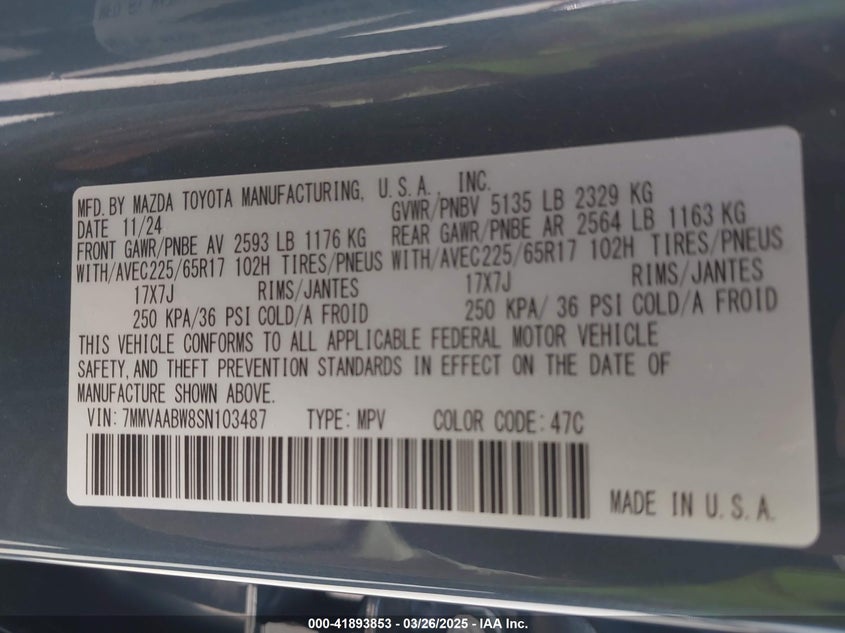 MFD. BY MAZDA TOYOTA MANUFACTURING, U.S.A., INC.
DATE 11/24 GVWR/PNBV 5135 LB 2329 KG
FRONT GAWR/PNBE AV 2593 LB 1176 KG REAR GAWR/PNBE AR 2564 LB 1163 KG
WITH/AVEC225/65R17 102H TIRES/PNEUS WITH/AVEC225/65R17 102H TIRES/PNEUS
17X7J RIMS/JANTES 17X7J RIMS/JANTES
250 KPA/36 PSI COLD/A FROID 250 KPA/ 36 PSI COLD/A FROID
THIS VEHICLE CONFORMS TO ALL APPLICABLE FEDERAL MOTOR VEHICLE
SAFETY, AND THEFT PREVENTION STANDARDS IN EFFECT ON THE DATE OF
MANUFACTURE SHOWN ABOVE.
VIN: 7MMVAABW8SN103487 TYPE: MPV COLOR CODE: 47C
MADE IN U.S.A.
000-41893853 - 03/26/2025 - IAA Inc.